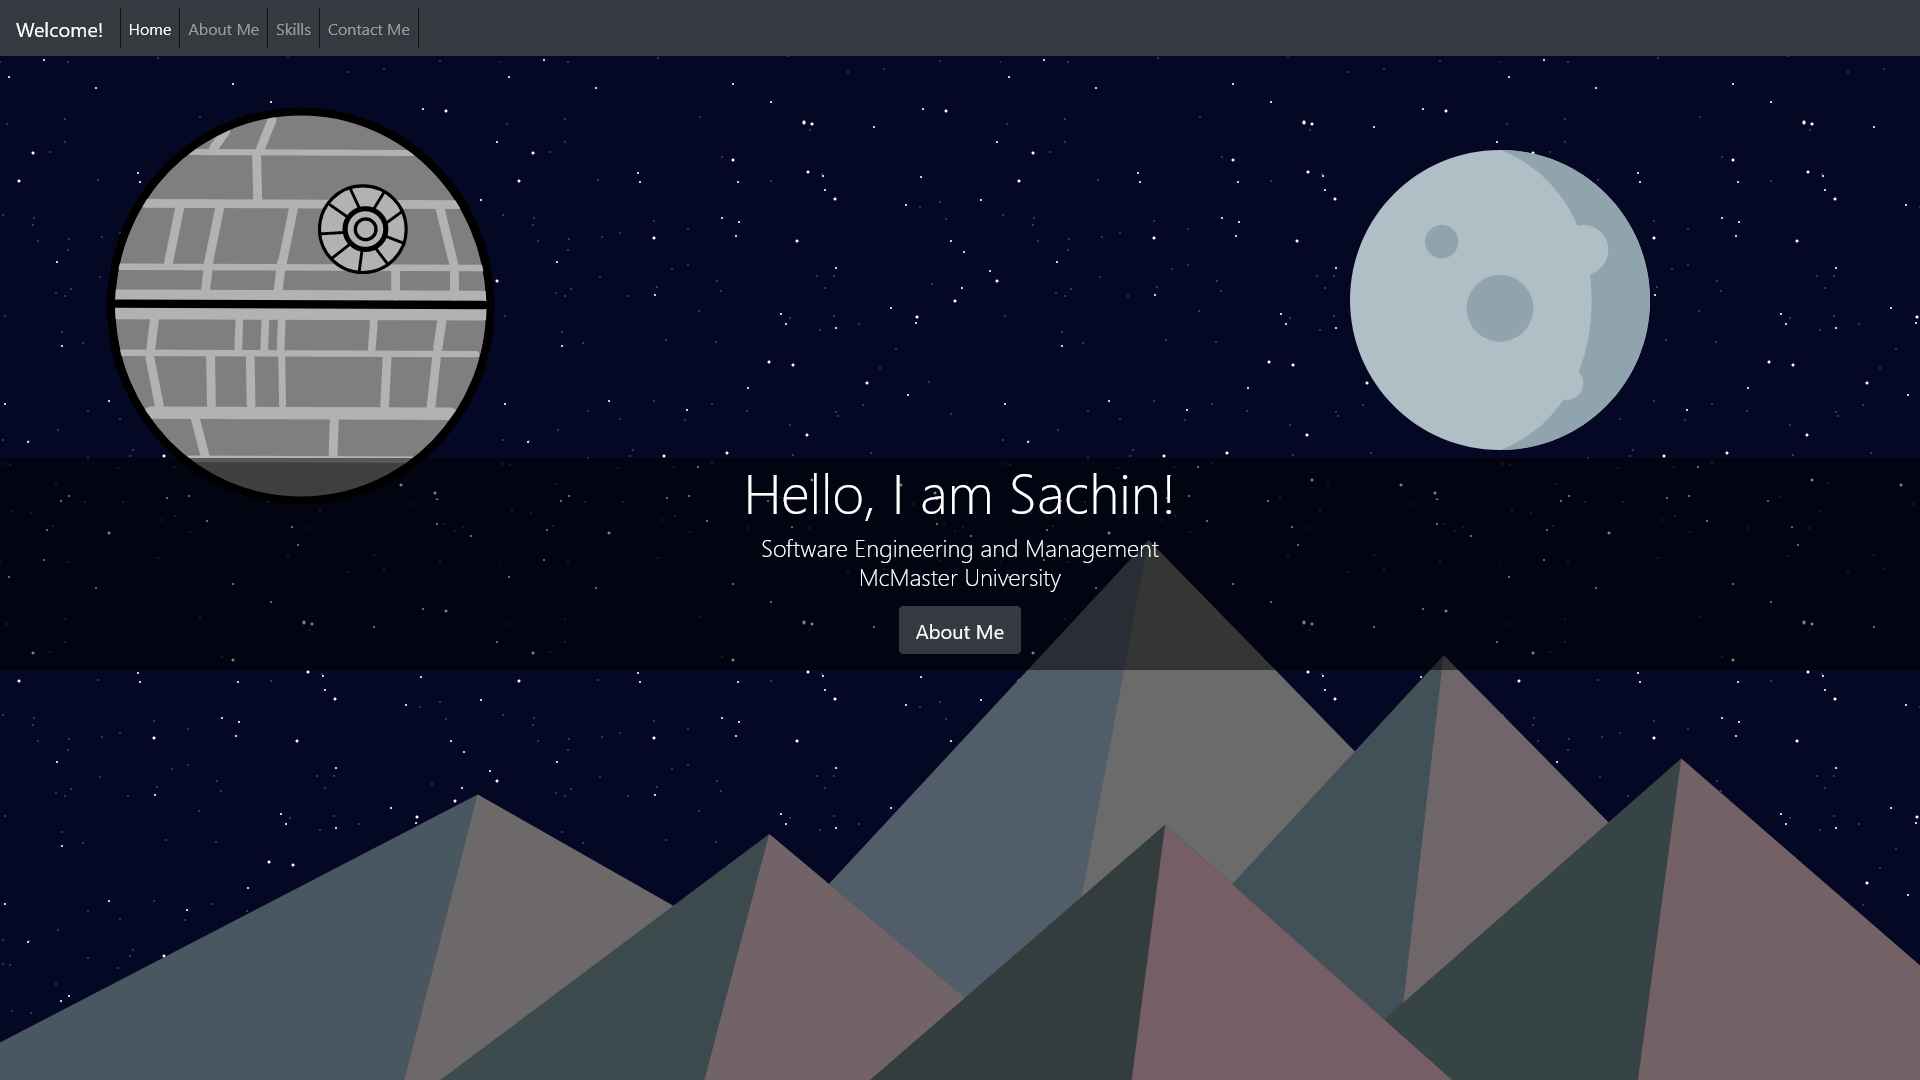 Welcome! Home About Me Skills Contact Me
Hello, I am Sachin!
Software Engineering and Management
McMaster University
About Me